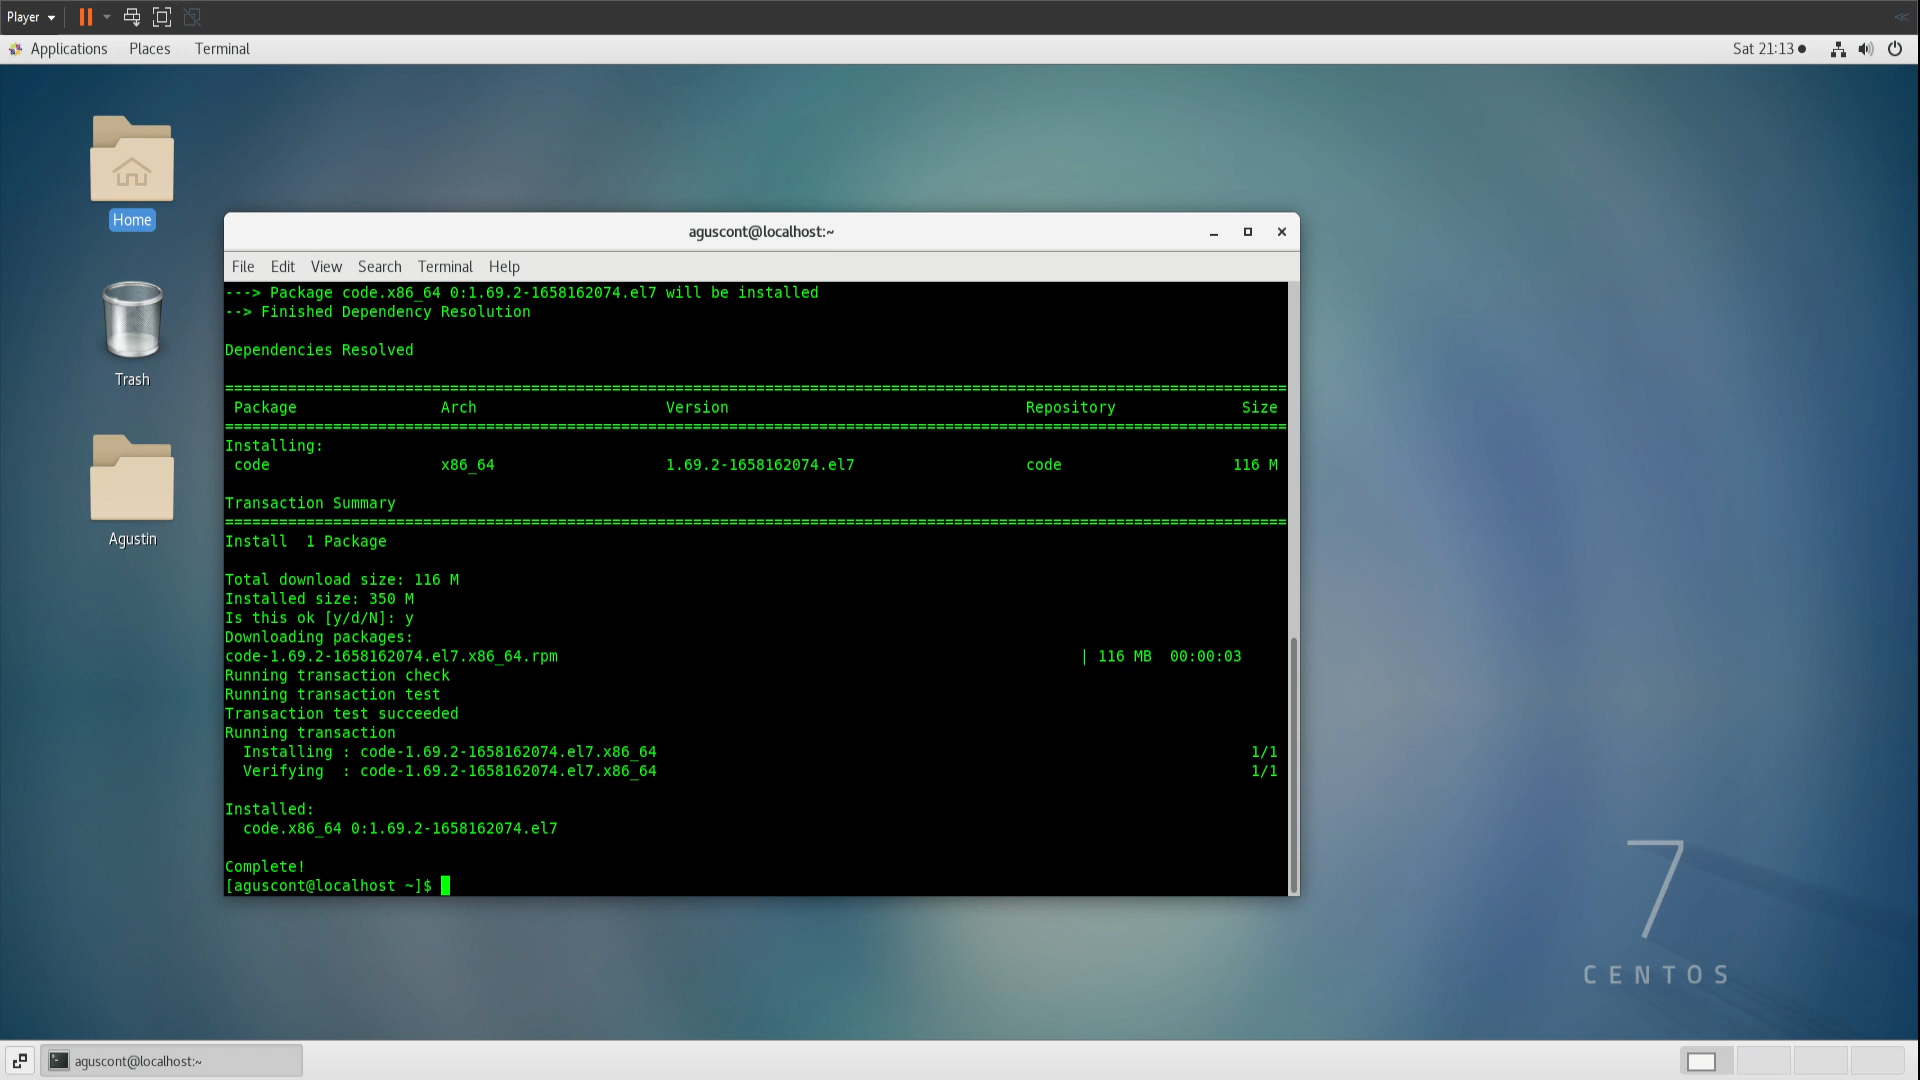 Player
Applications Places Terminal Sat 21:13
Home
Trash
Agustin
aguscont@localhost:~
File Edit View Search Terminal Help
---> Package code.x86_64 0:1.69.2-1658162074.el7 will be installed
--> Finished Dependency Resolution
Dependencies Resolved
================================================================================
Package Arch Version Repository Size
================================================================================
Installing:
code x86_64 1.69.2-1658162074.el7 code 116 M
Transaction Summary
================================================================================
Install 1 Package
Total download size: 116 M
Installed size: 350 M
Is this ok [y/d/N]: y
Downloading packages:
code-1.69.2-1658162074.el7.x86_64.rpm | 116 MB 00:00:03
Running transaction check
Running transaction test
Transaction test succeeded
Running transaction
Installing : code-1.69.2-1658162074.el7.x86_64 1/1
Verifying : code-1.69.2-1658162074.el7.x86_64 1/1
Installed:
code.x86_64 0:1.69.2-1658162074.el7
Complete!
[aguscont@localhost ~]$
7
CENTOS
aguscont@localhost:~